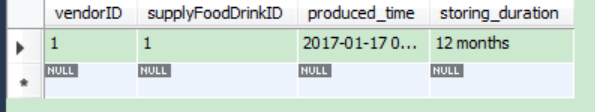 vendorID supplyFoodDrinkID produced_time storing_duration
1 1 2017-01-17 0... 12 months
NULL NULL NULL NULL